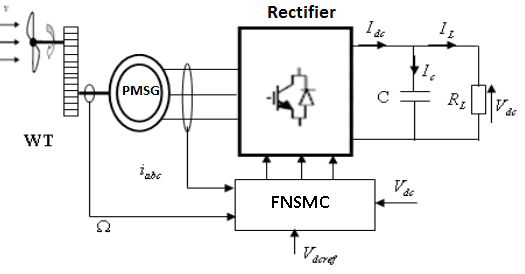 Rectifier
v
I_dc
I_L
I_c
PMSG
C
R_L
V_dc
WT
i_abc
FNSMC
V_dc
Ω
V_dcref